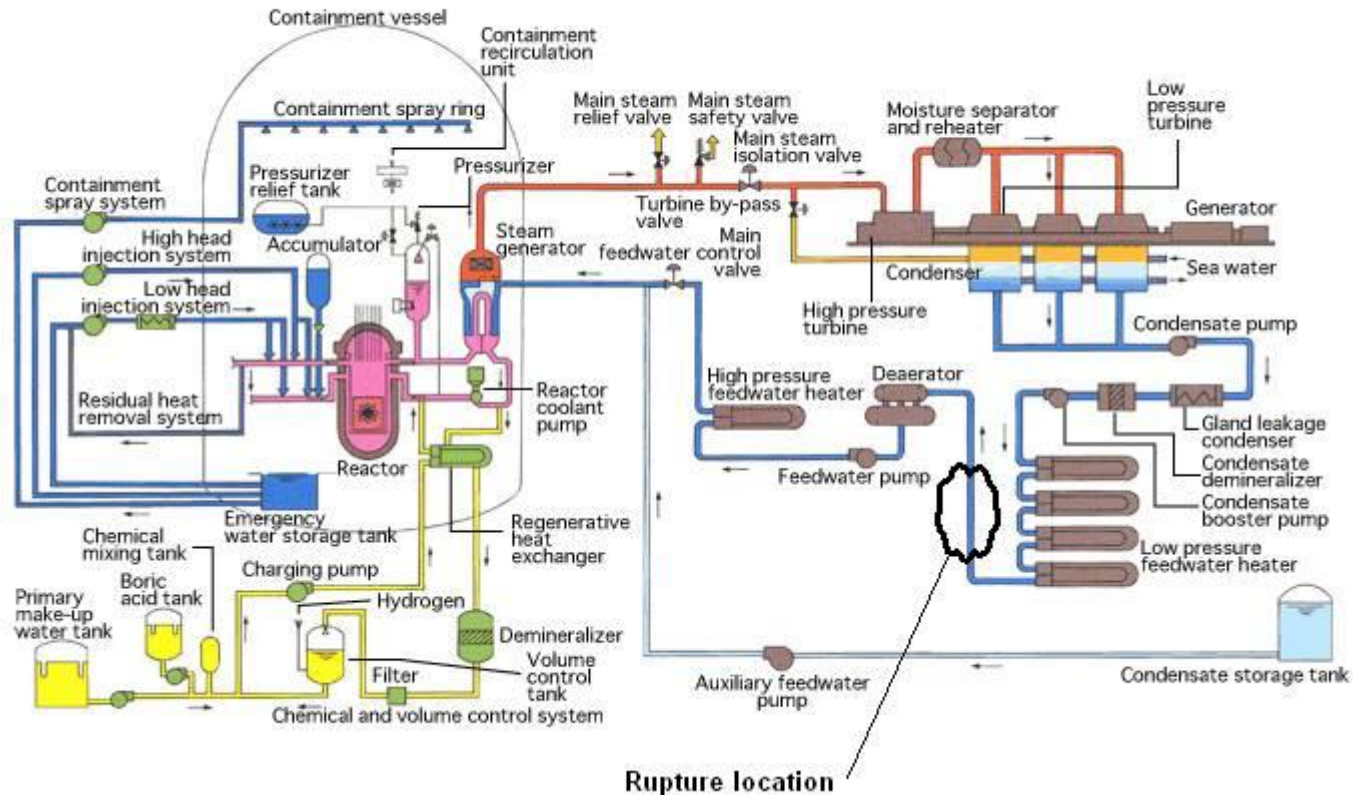 Containment vessel
Containment
recirculation
unit
Containment spray ring
Main steam
relief valve
Main steam
safety valve
Low
pressure
turbine
Moisture separator
and reheater
Main steam
isolation valve
Pressurizer
Pressurizer
relief tank
Containment
spray system
Turbine by-pass
valve
Generator
High head
injection system
Accumulator
Steam
generator
Main
feedwater control
valve
Condenser
Sea water
Low head
injection system
High pressure
turbine
Condensate pump
High pressure
feedwater heater
Deaerator
Residual heat
removal system
Reactor
coolant
pump
Gland leakage
condenser
Reactor
Feedwater pump
Condensate
demineralizer
Condensate
booster pump
Emergency
water storage tank
Regenerative
heat
exchanger
Low pressure
feedwater heater
Chemical
mixing tank
Charging pump
Boric
acid tank
Hydrogen
Primary
make-up
water tank
Demineralizer
Volume
control
tank
Filter
Auxiliary feedwater
pump
Condensate storage tank
Chemical and volume control system
Rupture location